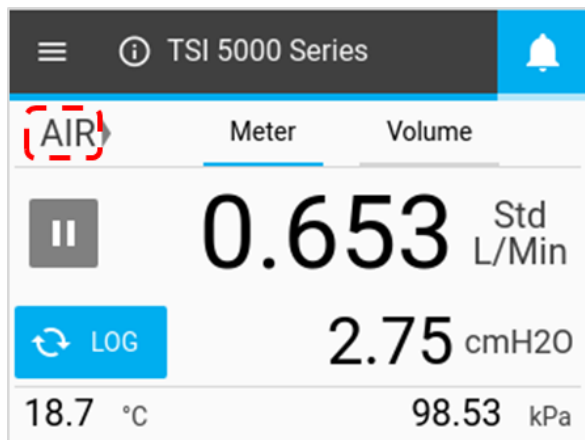 TSI 5000 Series
AIR Meter Volume
0.653 Std L/Min
LOG 2.75 cmH2O
18.7 °C 98.53 kPa